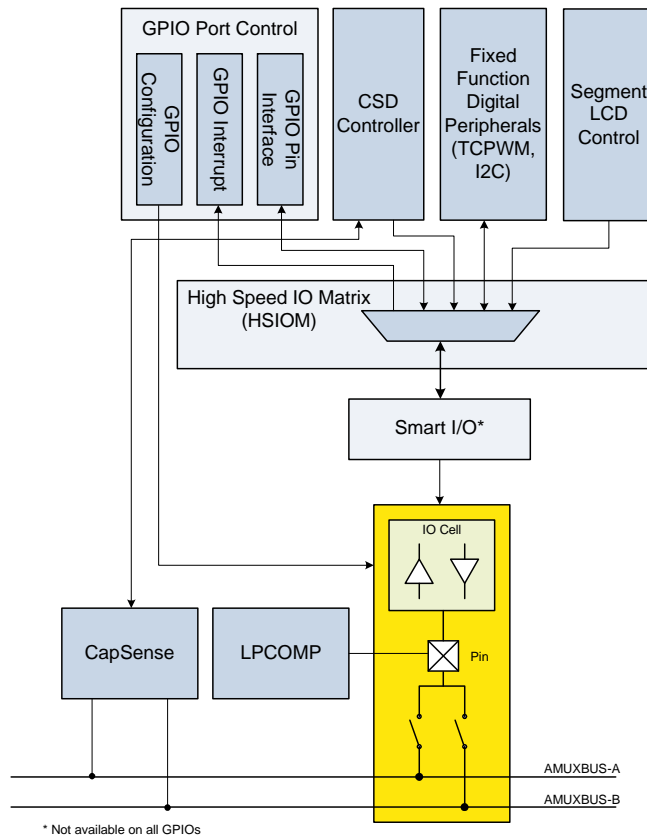 GPIO Port Control
GPIO
Configuration
GPIO Interrupt
GPIO Pin
Interface
CSD
Controller
Fixed
Function
Digital
Peripherals
(TCPWM,
I2C)
Segment
LCD
Control
High Speed IO Matrix
(HSIOM)
Smart I/O*
IO Cell
CapSense
LPCOMP
Pin
AMUXBUS-A
AMUXBUS-B
* Not available on all GPIOs